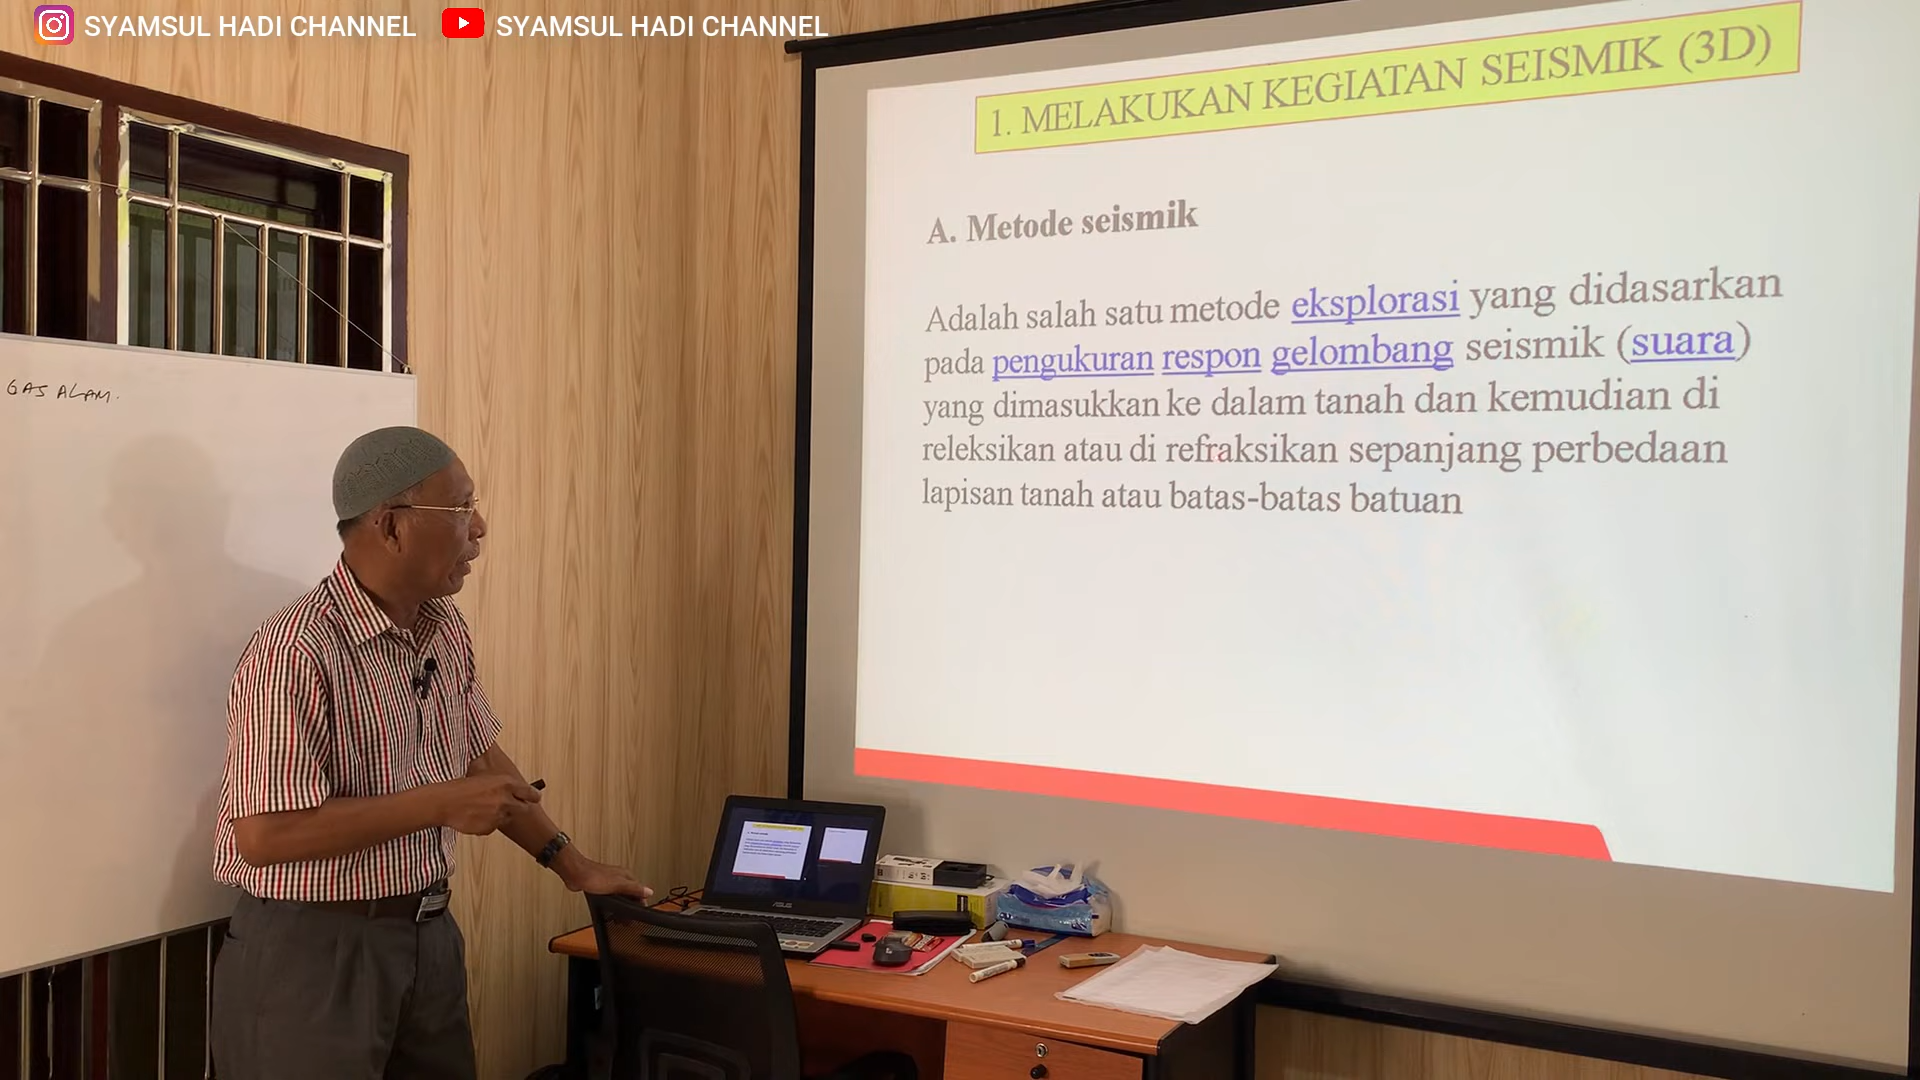 SYAMSUL HADI CHANNEL
SYAMSUL HADI CHANNEL
1. MELAKUKAN KEGIATAN SEISMIK (3D)
A. Metode seismik
Adalah salah satu metode eksplorasi yang didasarkan
pada pengukuran respon gelombang seismik (suara)
yang dimasukkan ke dalam tanah dan kemudian di
releksikan atau di refraksikan sepanjang perbedaan
lapisan tanah atau batas-batas batuan
GAS ALAM.
ASUS